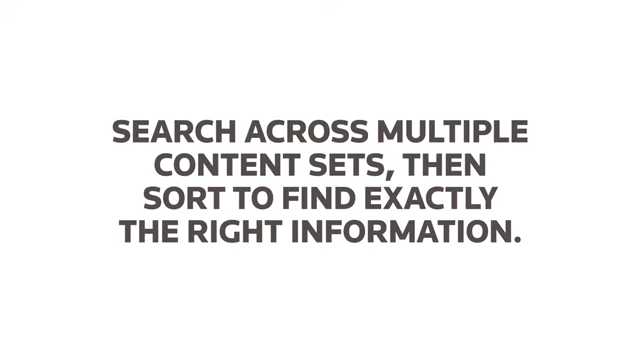 SEARCH ACROSS MULTIPLE
CONTENT SETS, THEN
SORT TO FIND EXACTLY
THE RIGHT INFORMATION.